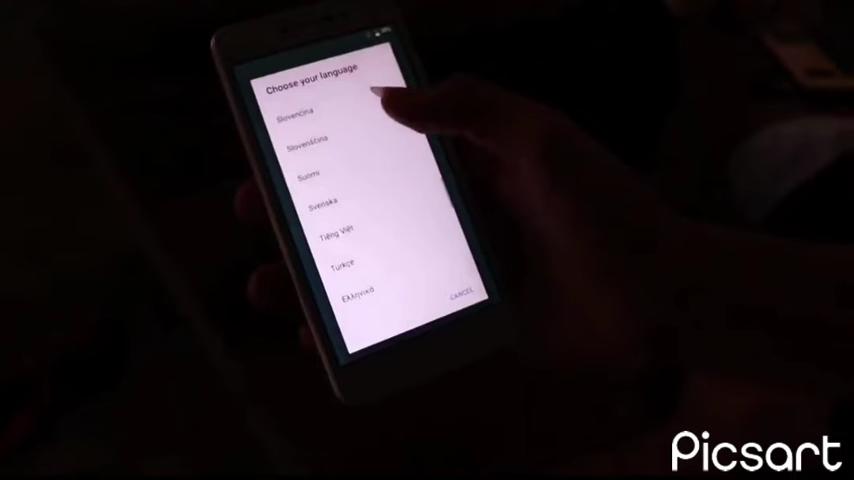 Choose your language
Slovenčina
Slovenščina
Suomi
Svenska
Tiếng Việt
Türkçe
Ελληνικά
CANCEL
Picsart